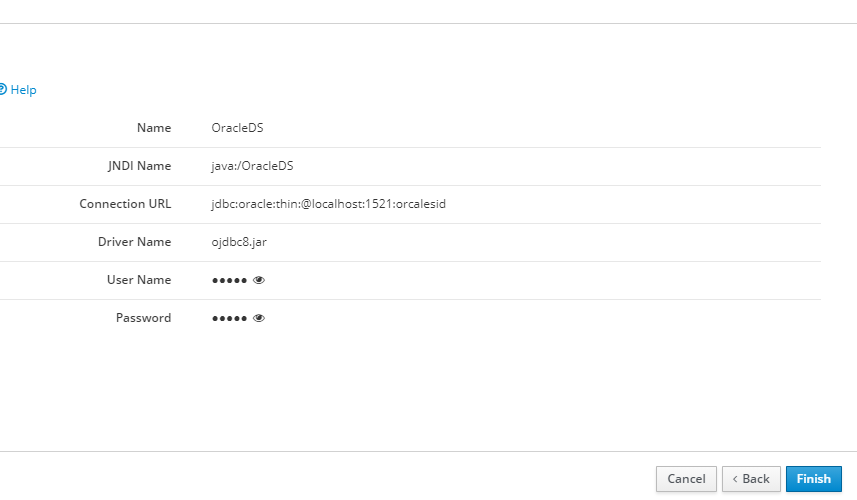 Help
Name OracleDS
JNDI Name java:/OracleDS
Connection URL jdbc:oracle:thin:@localhost:1521:orcalesid
Driver Name ojdbc8.jar
User Name •••••
Password •••••
Cancel < Back Finish